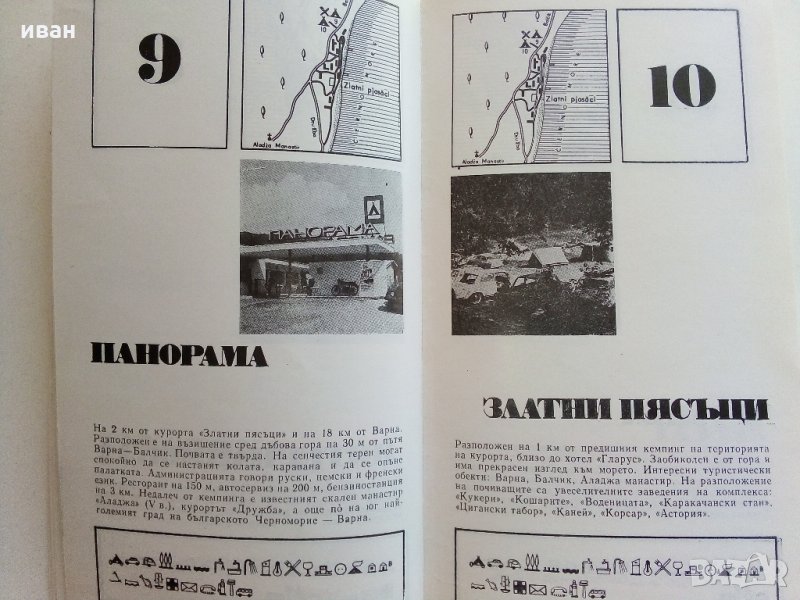 иван
9
Zlatni pjasăci
Aladža Manastir
ПАНОРАМА
ПАНОРАМА
На 2 км от курорта «Златни пясъци» и на 18 км от Варна.
Разположен е на възвишение сред дъбова гора на 30 м от пътя
Варна—Балчик. Почвата е твърда. На сенчестия терен могат
спокойно да се настанят колата, каравана и да се опъне
палатката. Администрацията говори руски, немски и френски
език. Ресторант на 150 м, автосервиз на 200 м, бензиностанция
на 3 км. Недалеч от кемпинга е известният скален манастир
«Аладжа» (V в.), курортът «Дружба», а още по̀ на юг най-
големият град на българското Черноморие — Варна.
10
Zlatni pjasăci
Aladža Manastir
ЗЛАТНИ ПЯСЪЦИ
Разположен на 1 км от предишния кемпинг на територията
на курорта, близо до хотел «Гларус». Заобиколен е от гора и
има прекрасен изглед към морето. Интересни туристически
обекти: Варна, Балчик, Аладжа манастир. На разположение
на почиващите са увеселителните заведения на комплекса:
«Кукери», «Кошарите», «Воденицата», «Каракачански стан»,
«Цигански табор», «Каней», «Корсар», «Астория».